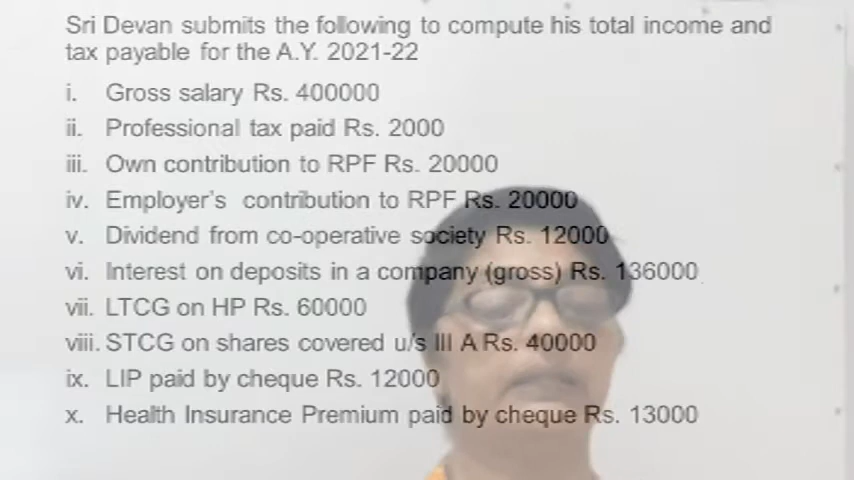 Sri Devan submits the following to compute his total income and
tax payable for the A.Y. 2021-22
i. Gross salary Rs. 400000
ii. Professional tax paid Rs. 2000
iii. Own contribution to RPF Rs. 20000
iv. Employer's contribution to RPF Rs. 20000
v. Dividend from co-operative society Rs. 12000
vi. Interest on deposits in a company (gross) Rs. 136000
vii. LTCG on HP Rs. 60000
viii. STCG on shares covered u/s III A Rs. 40000
ix. LIP paid by cheque Rs. 12000
x. Health Insurance Premium paid by cheque Rs. 13000